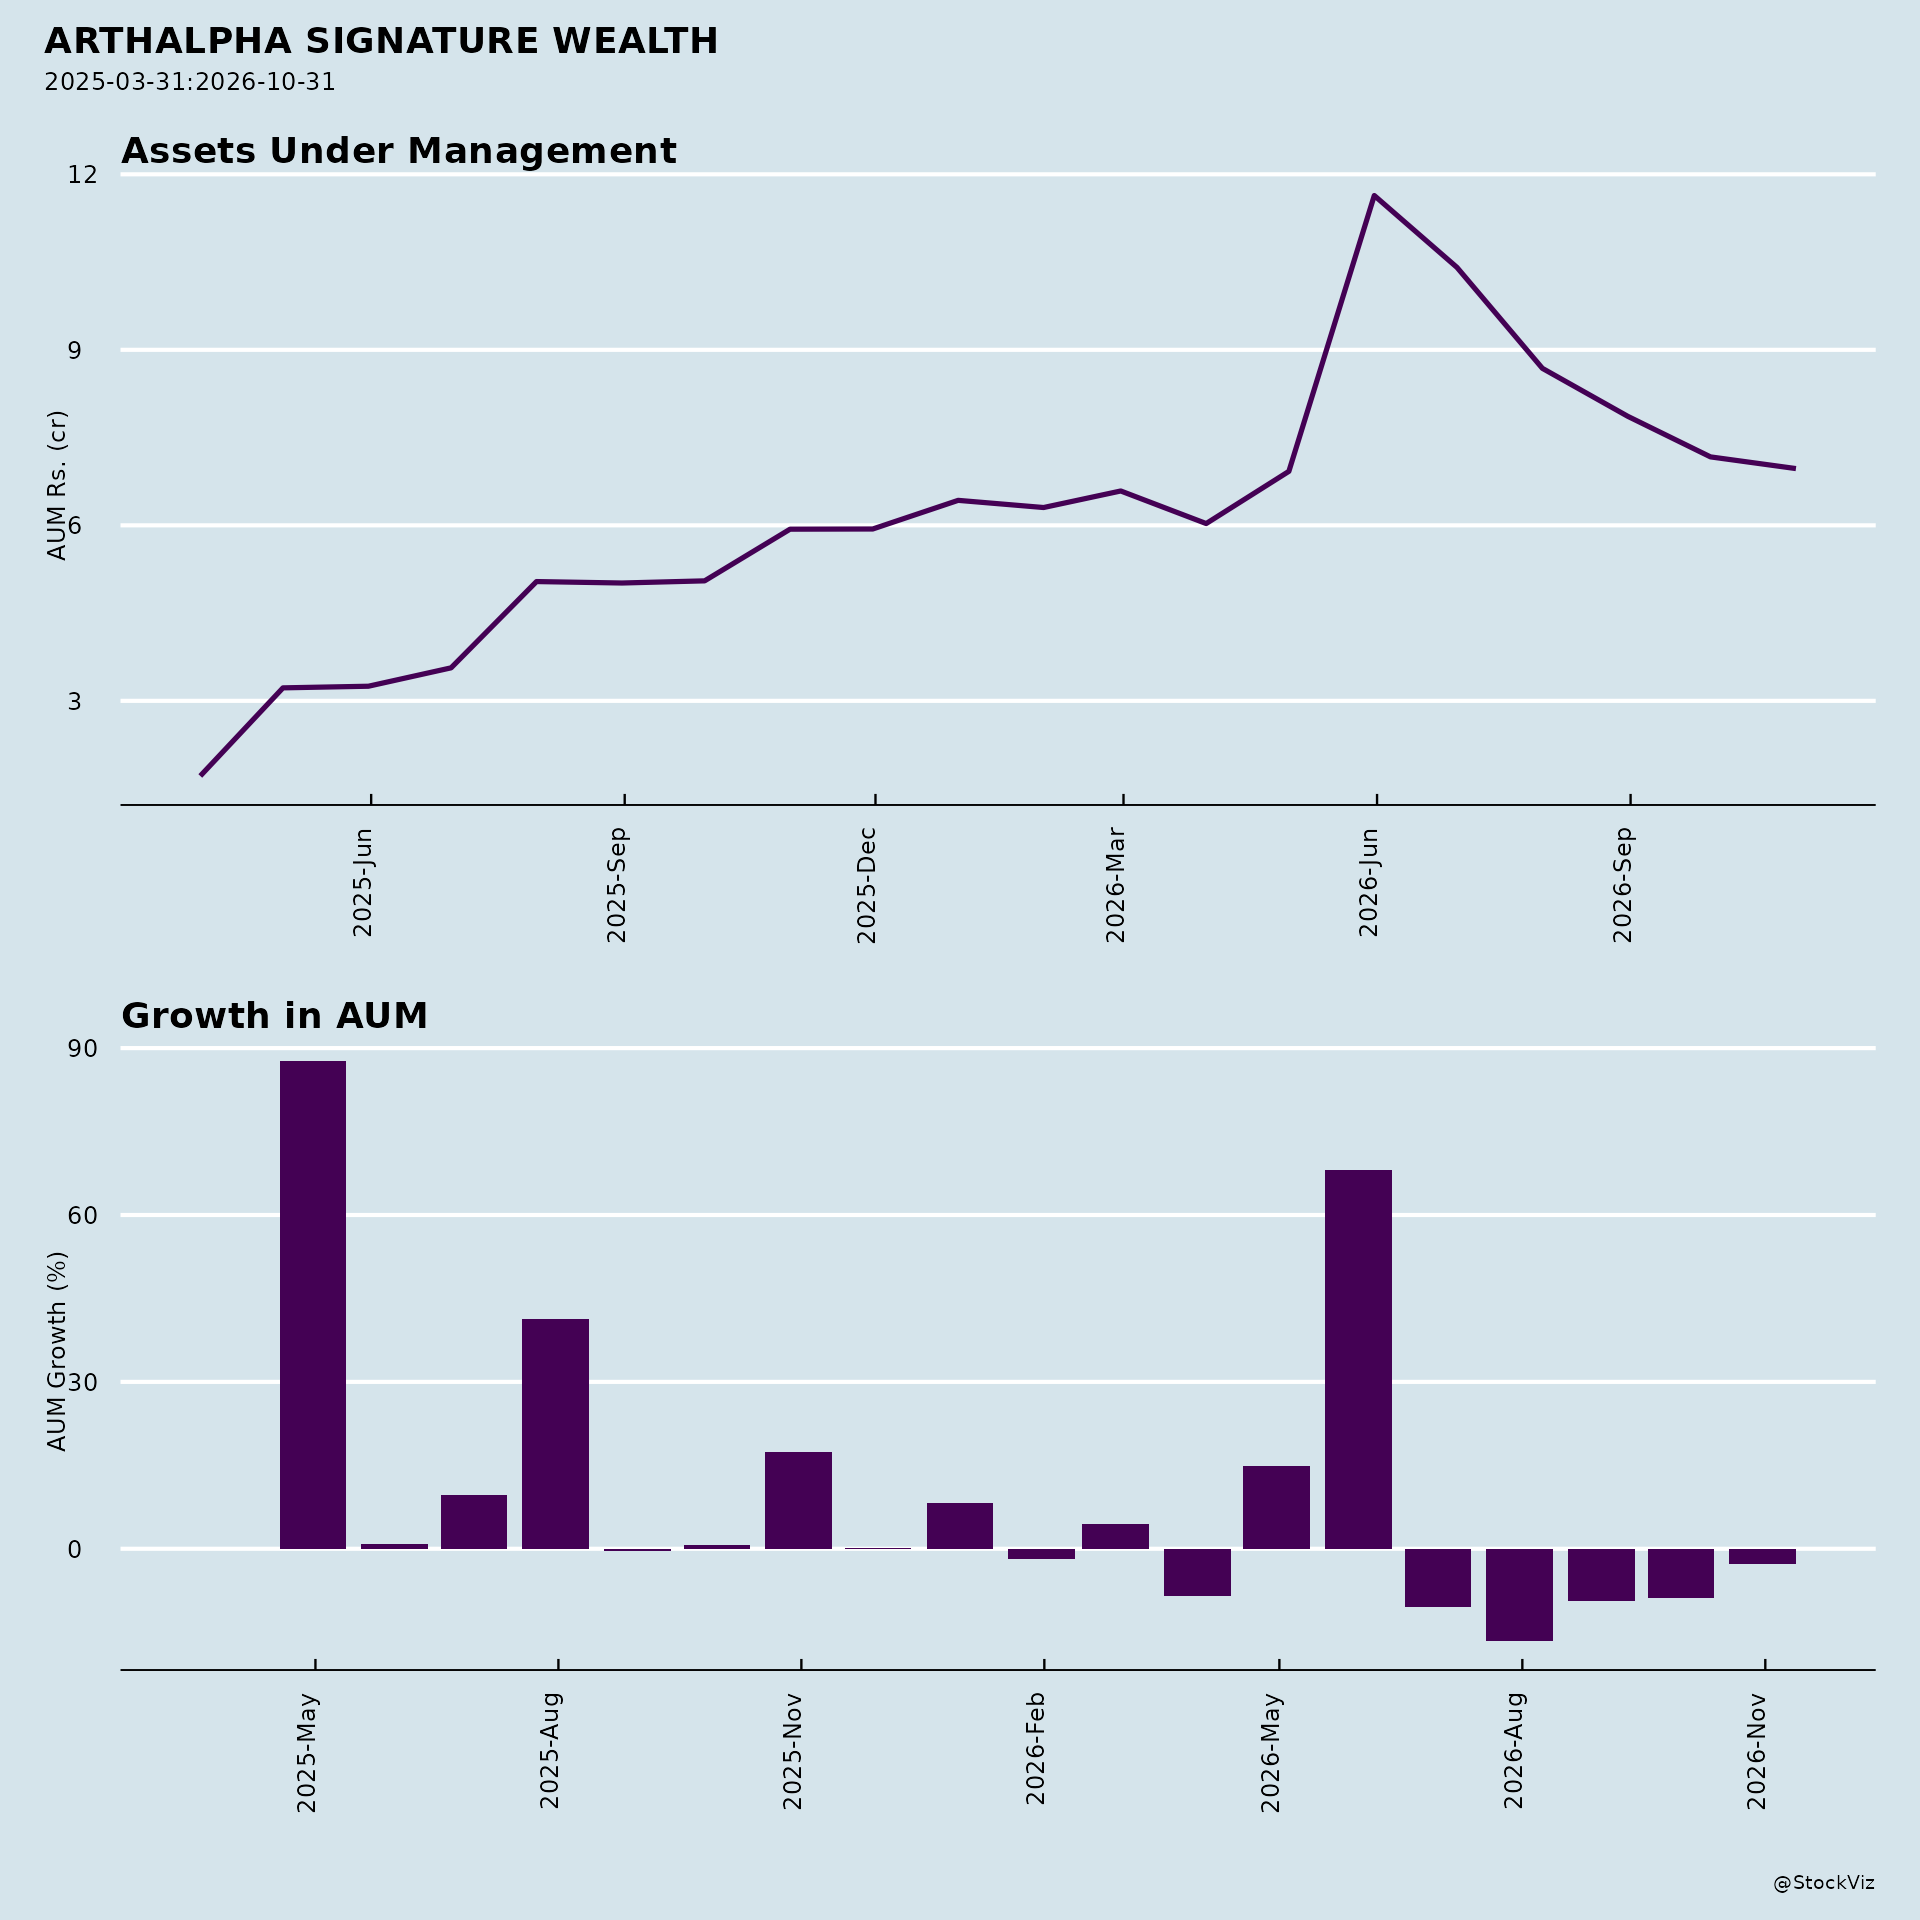 ARTHALPHA SIGNATURE WEALTH
2025-03-31:2026-10-31
Assets Under Management
12
9
6
3
AUM Rs. (cr)
2025-Jun
2025-Sep
2025-Dec
2026-Mar
2026-Jun
2026-Sep
Growth in AUM
90
60
30
0
AUM Growth (%)
2025-May
2025-Aug
2025-Nov
2026-Feb
2026-May
2026-Aug
2026-Nov
@StockViz